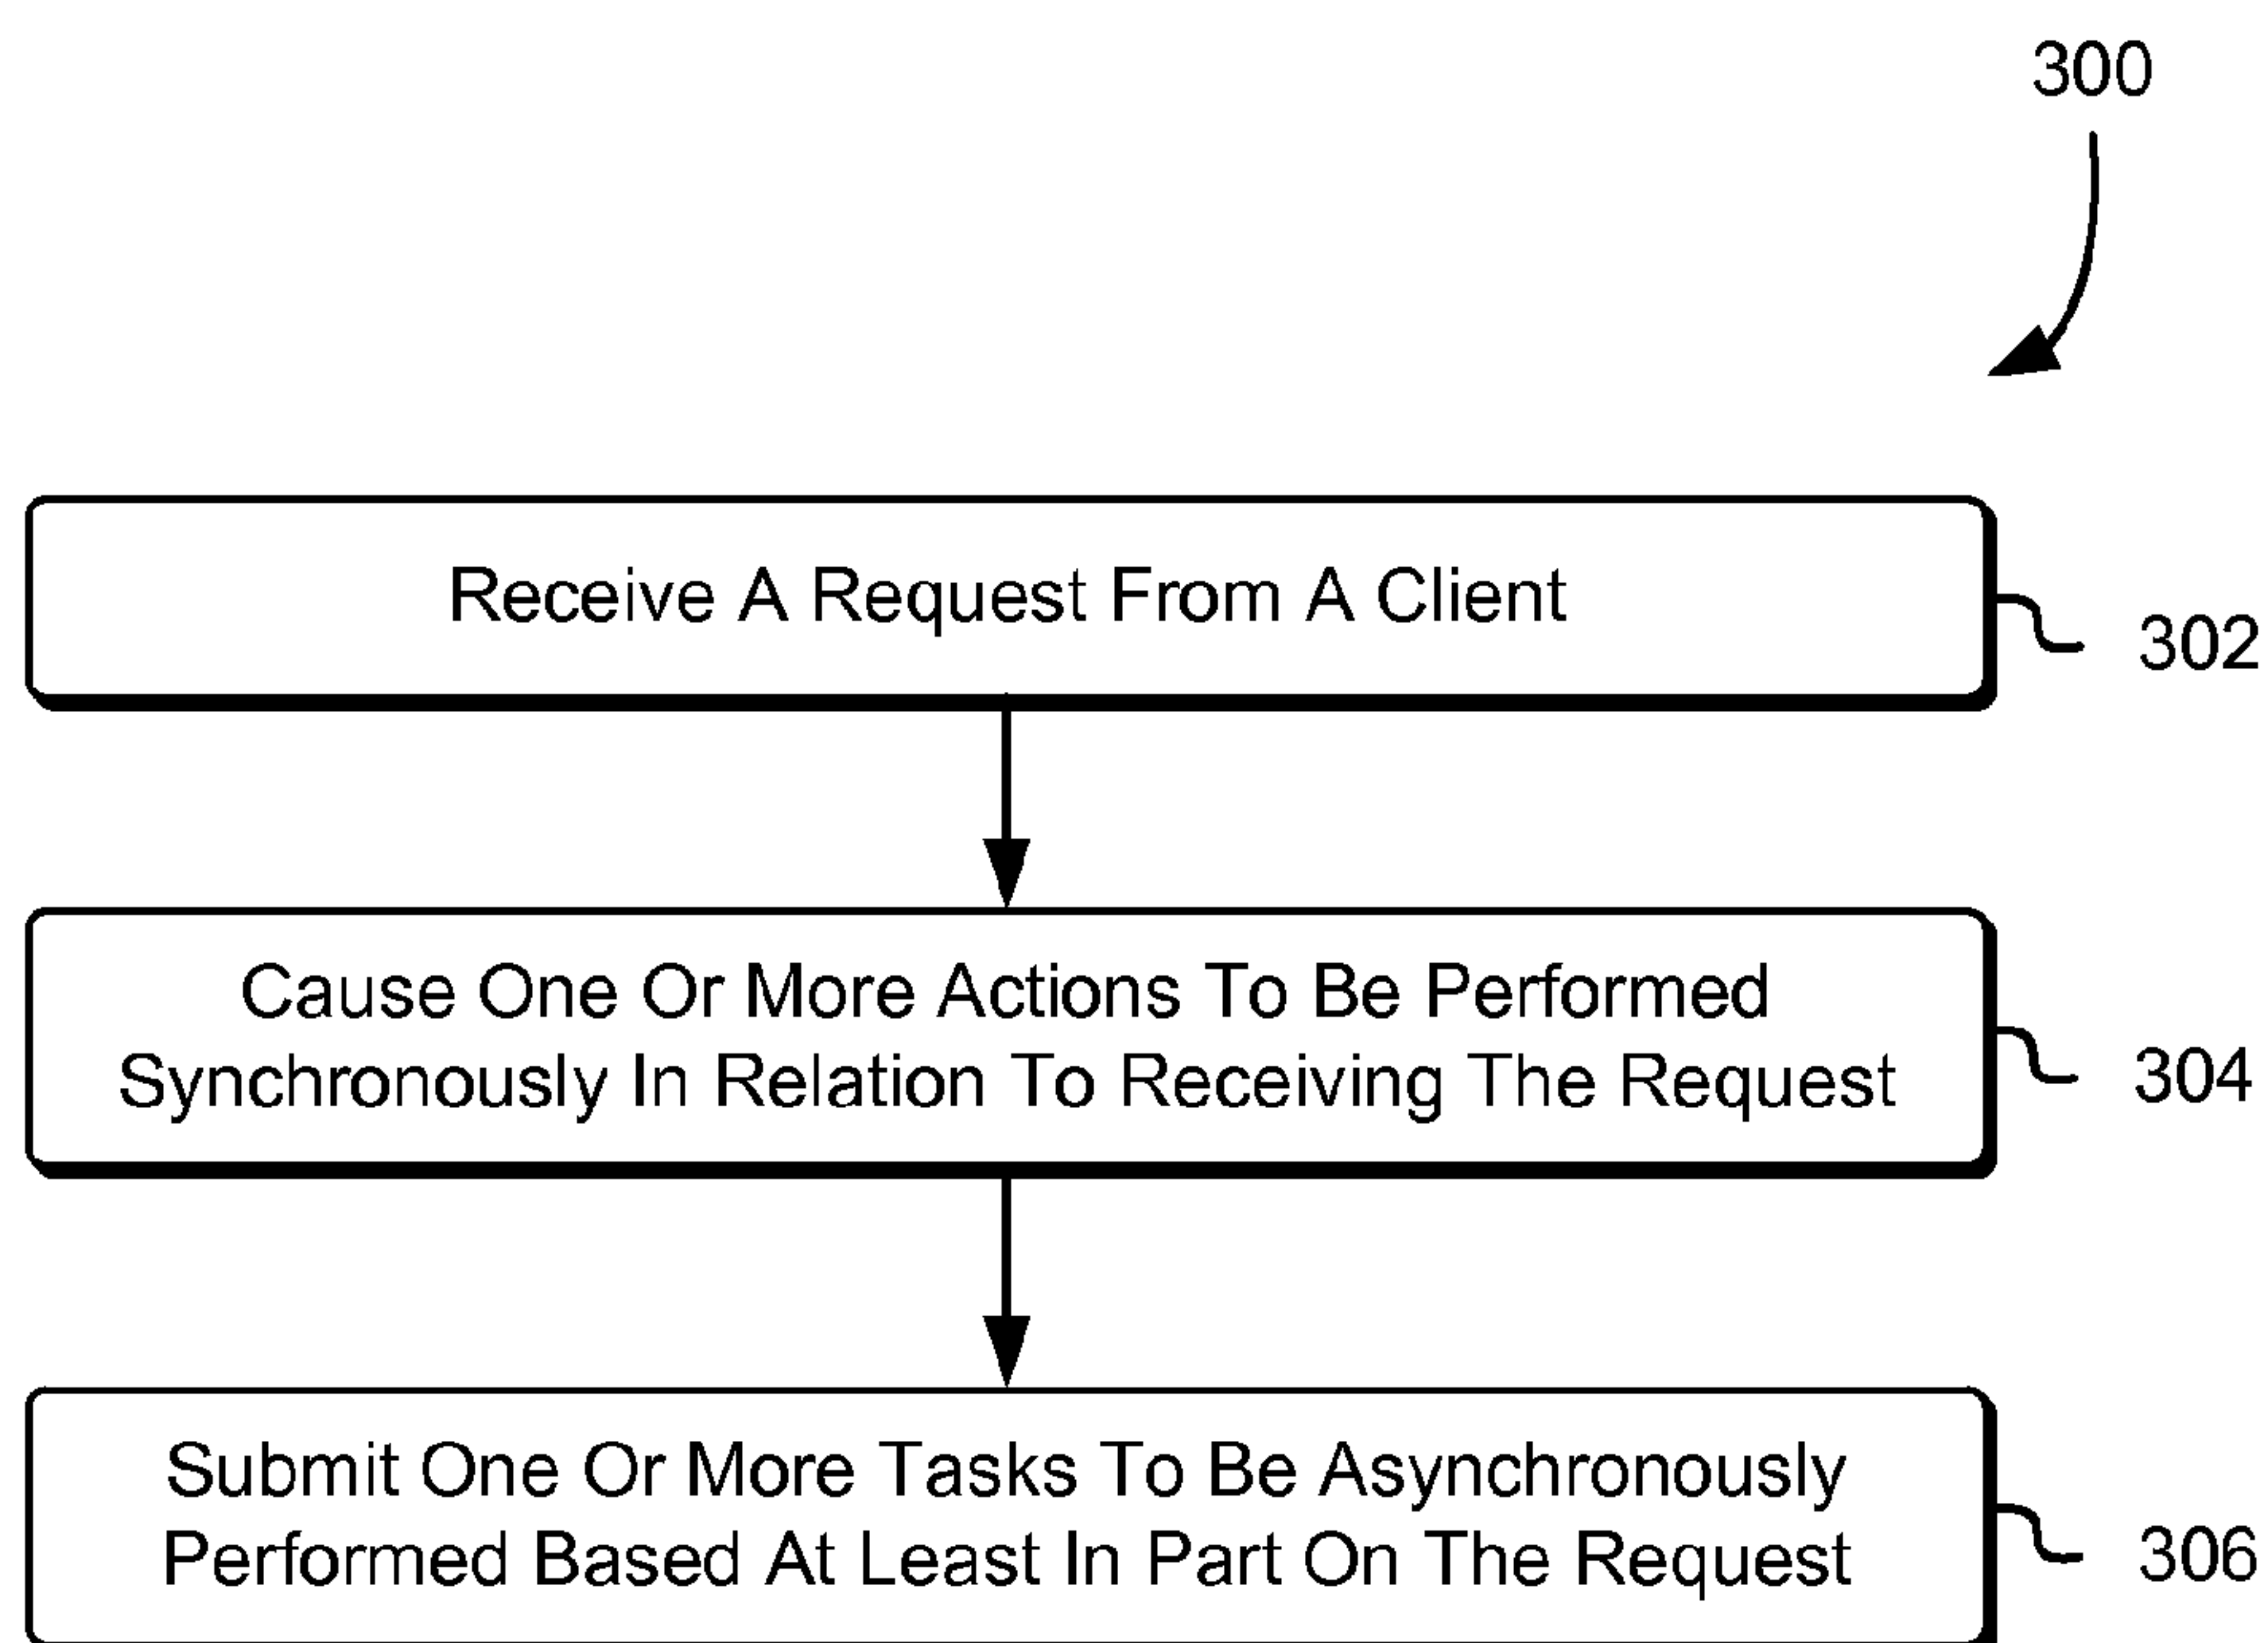 300
Receive A Request From A Client
302
Cause One Or More Actions To Be Performed
Synchronously In Relation To Receiving The Request
304
Submit One Or More Tasks To Be Asynchronously
Performed Based At Least In Part On The Request
306